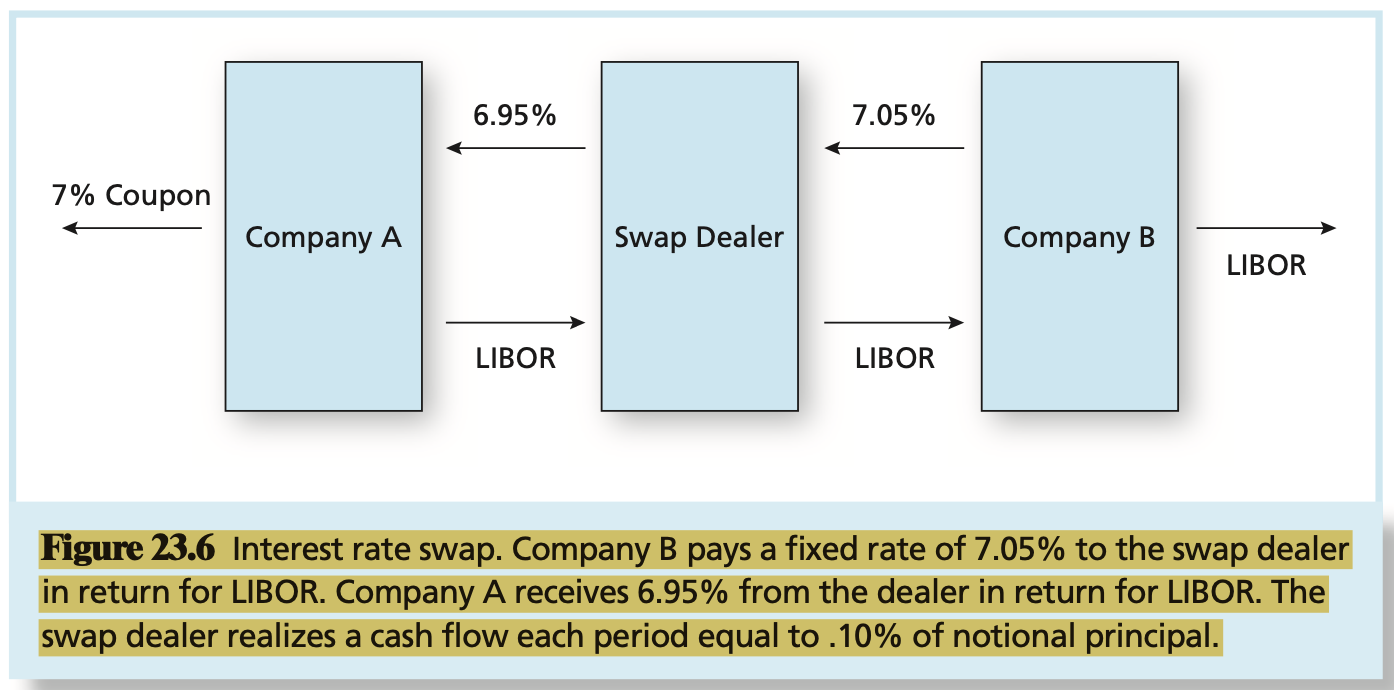 6.95%
7.05%
7% Coupon
Company A
Swap Dealer
Company B
LIBOR
LIBOR
LIBOR
Figure 23.6 Interest rate swap. Company B pays a fixed rate of 7.05% to the swap dealer
in return for LIBOR. Company A receives 6.95% from the dealer in return for LIBOR. The
swap dealer realizes a cash flow each period equal to .10% of notional principal.